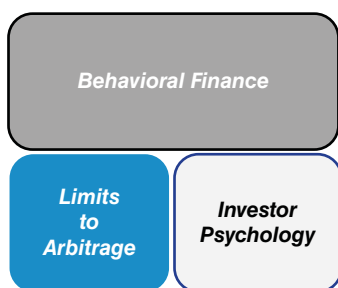 Behavioral Finance
Limits
to
Arbitrage
Investor
Psychology